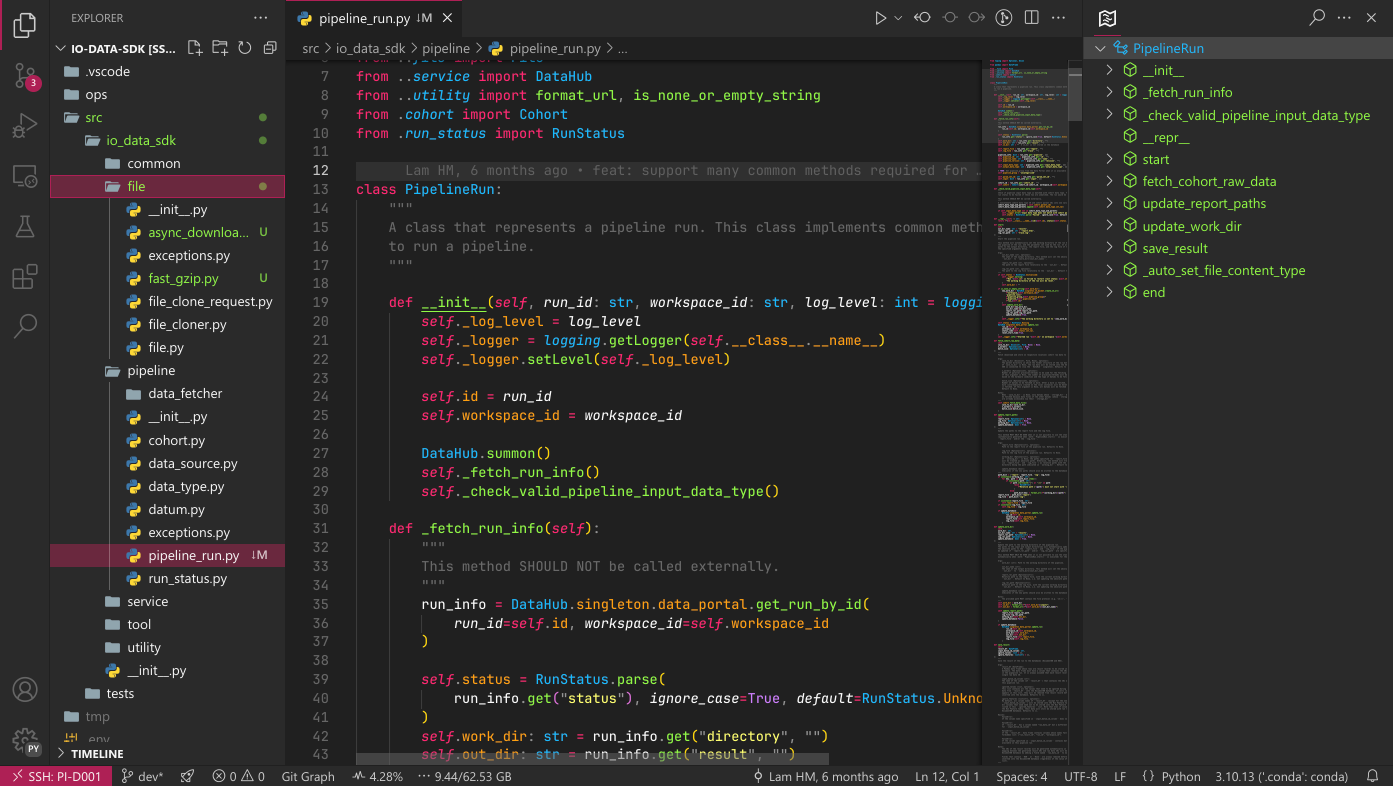 EXPLORER
IO-DATA-SDK [SS...
.vscode
ops
src
io_data_sdk
common
file
__init__.py
async_downloa... U
exceptions.py
fast_gzip.py U
file_clone_request.py
file_cloner.py
file.py
pipeline
data_fetcher
__init__.py
cohort.py
data_source.py
data_type.py
datum.py
exceptions.py
pipeline_run.py ↓M
run_status.py
service
tool
utility
__init__.py
tests
tmp
.env
TIMELINE
3
PY
pipeline_run.py ↓M
src > io_data_sdk > pipeline > pipeline_run.py > ...
7 from ..service import DataHub
8 from ..utility import format_url, is_none_or_empty_string
9 from .cohort import Cohort
10 from .run_status import RunStatus
11
12 Lam HM, 6 months ago • feat: support many common methods required for …
13 class PipelineRun:
14 """
15 A class that represents a pipeline run. This class implements common meth
16 to run a pipeline.
17 """
18
19 def __init__(self, run_id: str, workspace_id: str, log_level: int = loggi
20 self._log_level = log_level
21 self._logger = logging.getLogger(self.__class__.__name__)
22 self._logger.setLevel(self._log_level)
23
24 self.id = run_id
25 self.workspace_id = workspace_id
26
27 DataHub.summon()
28 self._fetch_run_info()
29 self._check_valid_pipeline_input_data_type()
30
31 def _fetch_run_info(self):
32 """
33 This method SHOULD NOT be called externally.
34 """
35 run_info = DataHub.singleton.data_portal.get_run_by_id(
36 run_id=self.id, workspace_id=self.workspace_id
37 )
38
39 self.status = RunStatus.parse(
40 run_info.get("status"), ignore_case=True, default=RunStatus.Unkno
41 )
42 self.work_dir: str = run_info.get("directory", "")
43 self.out_dir: str = run_info.get("result", "")
PipelineRun
__init__
_fetch_run_info
_check_valid_pipeline_input_data_type
__repr__
start
fetch_cohort_raw_data
update_report_paths
update_work_dir
save_result
_auto_set_file_content_type
end
SSH: PI-D001 dev* 0 0 Git Graph 4.28% 9.44/62.53 GB Lam HM, 6 months ago Ln 12, Col 1 Spaces: 4 UTF-8 LF {} Python 3.10.13 ('.conda': conda)